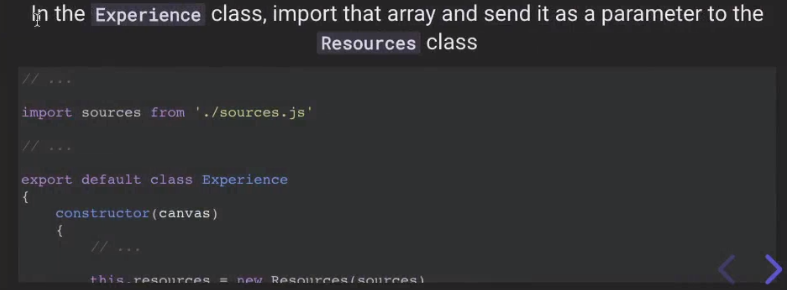 In the Experience class, import that array and send it as a parameter to the
Resources class
// ...
import sources from './sources.js'
// ...
export default class Experience
{
constructor(canvas)
{
// ...
this.resources = new Resources(sources)